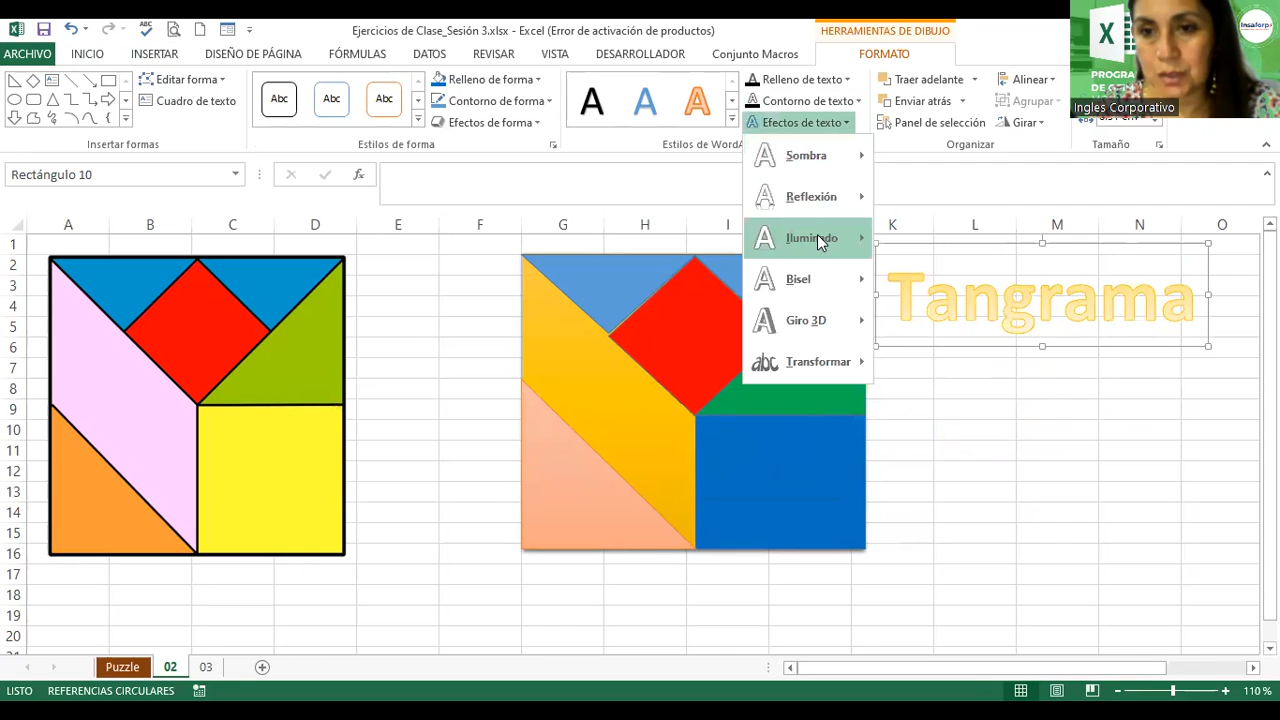 Ejercicios de Clase_Sesión 3.xlsx - Excel (Error de activación de productos)
HERRAMIENTAS DE DIBUJO
ARCHIVO INICIO INSERTAR DISEÑO DE PÁGINA FÓRMULAS DATOS REVISAR VISTA DESARROLLADOR Conjunto Macros FORMATO
Editar forma
Cuadro de texto
Insertar formas
Abc Abc Abc
Relleno de forma
Contorno de forma
Efectos de forma
Estilos de forma
A A A
Relleno de texto
Contorno de texto
Efectos de texto
Estilos de
Traer adelante
Enviar atrás
Panel de selección
Alinear
Agrupar
Girar
Organizar
Tamaño
PROGRA
Ingles Corporativo
Insaforp
Rectángulo 10
fx
Sombra
Reflexión
Iluminado
Bisel
Giro 3D
abc Transformar
A B C D E F G H I K L M N O
1
2
3
4
5
6
7
8
9
10
11
12
13
14
15
16
17
18
19
20
21
Tangrama
Puzzle 02 03
LISTO REFERENCIAS CIRCULARES
110 %